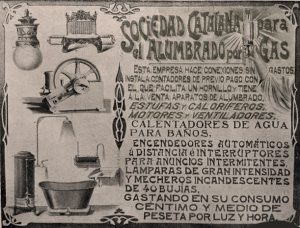 SOCIEDAD CATALANA para
el ALUMBRADO por GAS
ESTA EMPRESA HACE CONEXIONES SIN GASTOS
INSTALA CONTADORES DE PREVIO PAGO CON
EL QUE FACILITA UN HORNILLO Y TIENE
A LA VENTA APARATOS DE ALUMBRADO,
ESTUFAS Y CALORIFEROS,
MOTORES Y VENTILADORES,
CALENTADORES DE AGUA
PARA BAÑOS,
ENCENDEDORES AUTOMÁTICOS
Á DISTANCIA É INTERRUPTORES
PARA ANUNCIOS INTERMITENTES
LAMPARAS DE GRAN INTENSIDAD
Y MECHEROS INCANDESCENTES
DE 40 BUJIAS,
GASTANDO EN SU CONSUMO
1 CENTIMO Y MEDIO DE
PESETA POR LUZ Y HORA